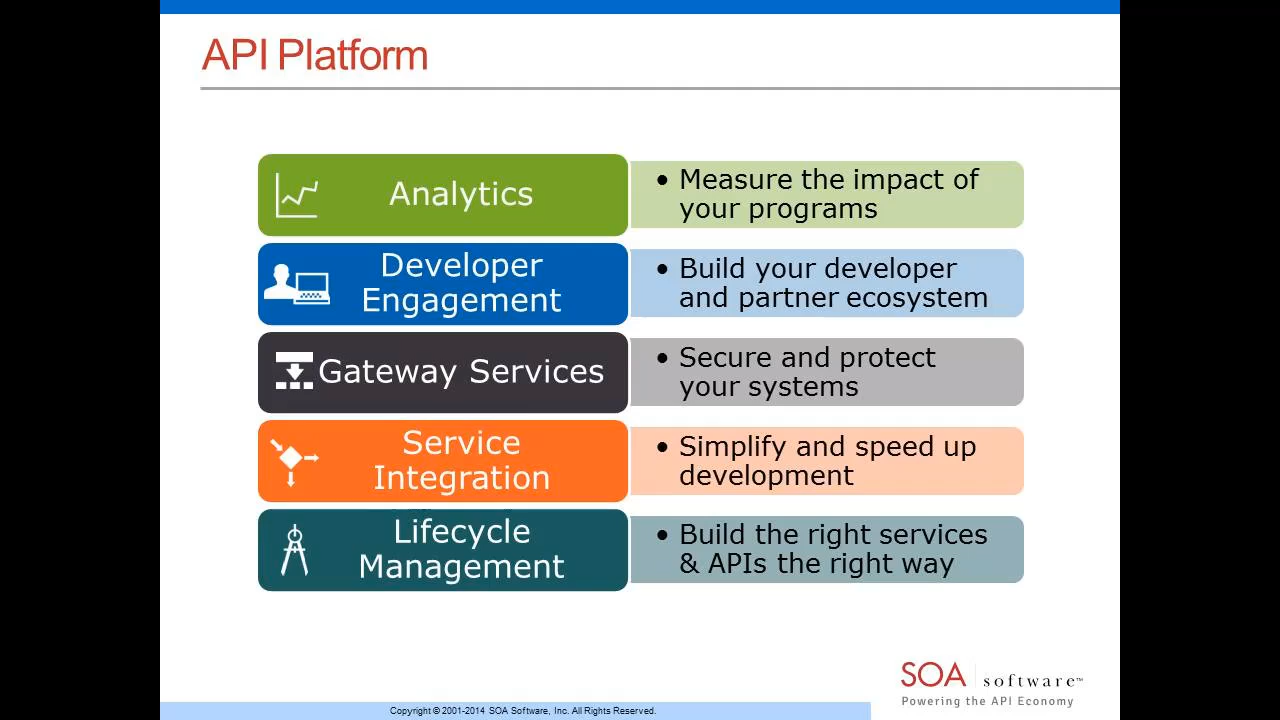 API Platform
Analytics
• Measure the impact of
your programs
Developer
Engagement
• Build your developer
and partner ecosystem
Gateway Services
• Secure and protect
your systems
Service
Integration
• Simplify and speed up
development
Lifecycle
Management
• Build the right services
& APIs the right way
SOA software™
Powering the API Economy
Copyright © 2001-2014 SOA Software, Inc. All Rights Reserved.